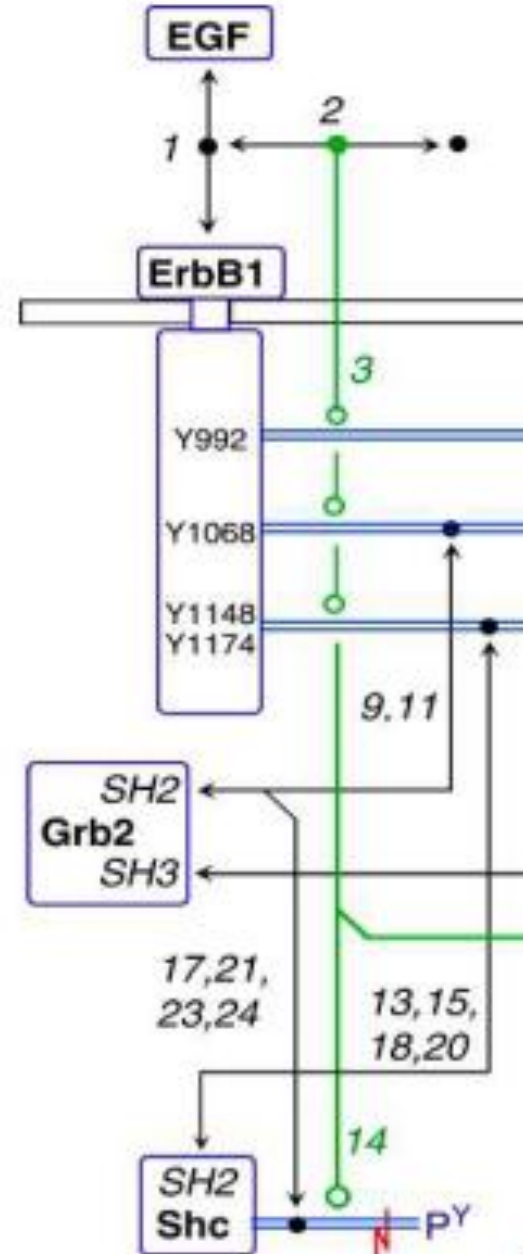 EGF
2
1
ErbB1
3
Y992
Y1068
Y1148
Y1174
9.11
SH2
Grb2
SH3
17,21,
23,24
13,15,
18,20
14
SH2
Shc
N
PY